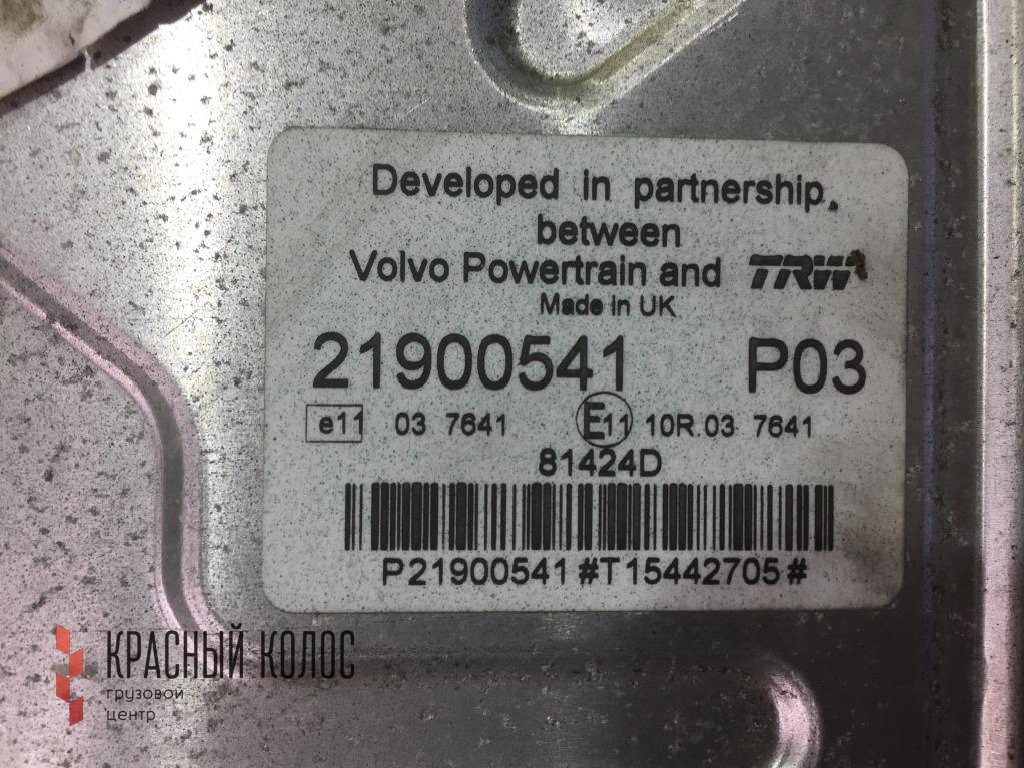 Developed in partnership
between
Volvo Powertrain and TRW
Made in UK
21900541 P03
e11 03 7641 E11 10R.03 7641
81424D
P21900541#T15442705#
КРАСНЫЙ КОЛОС
грузовой
центр